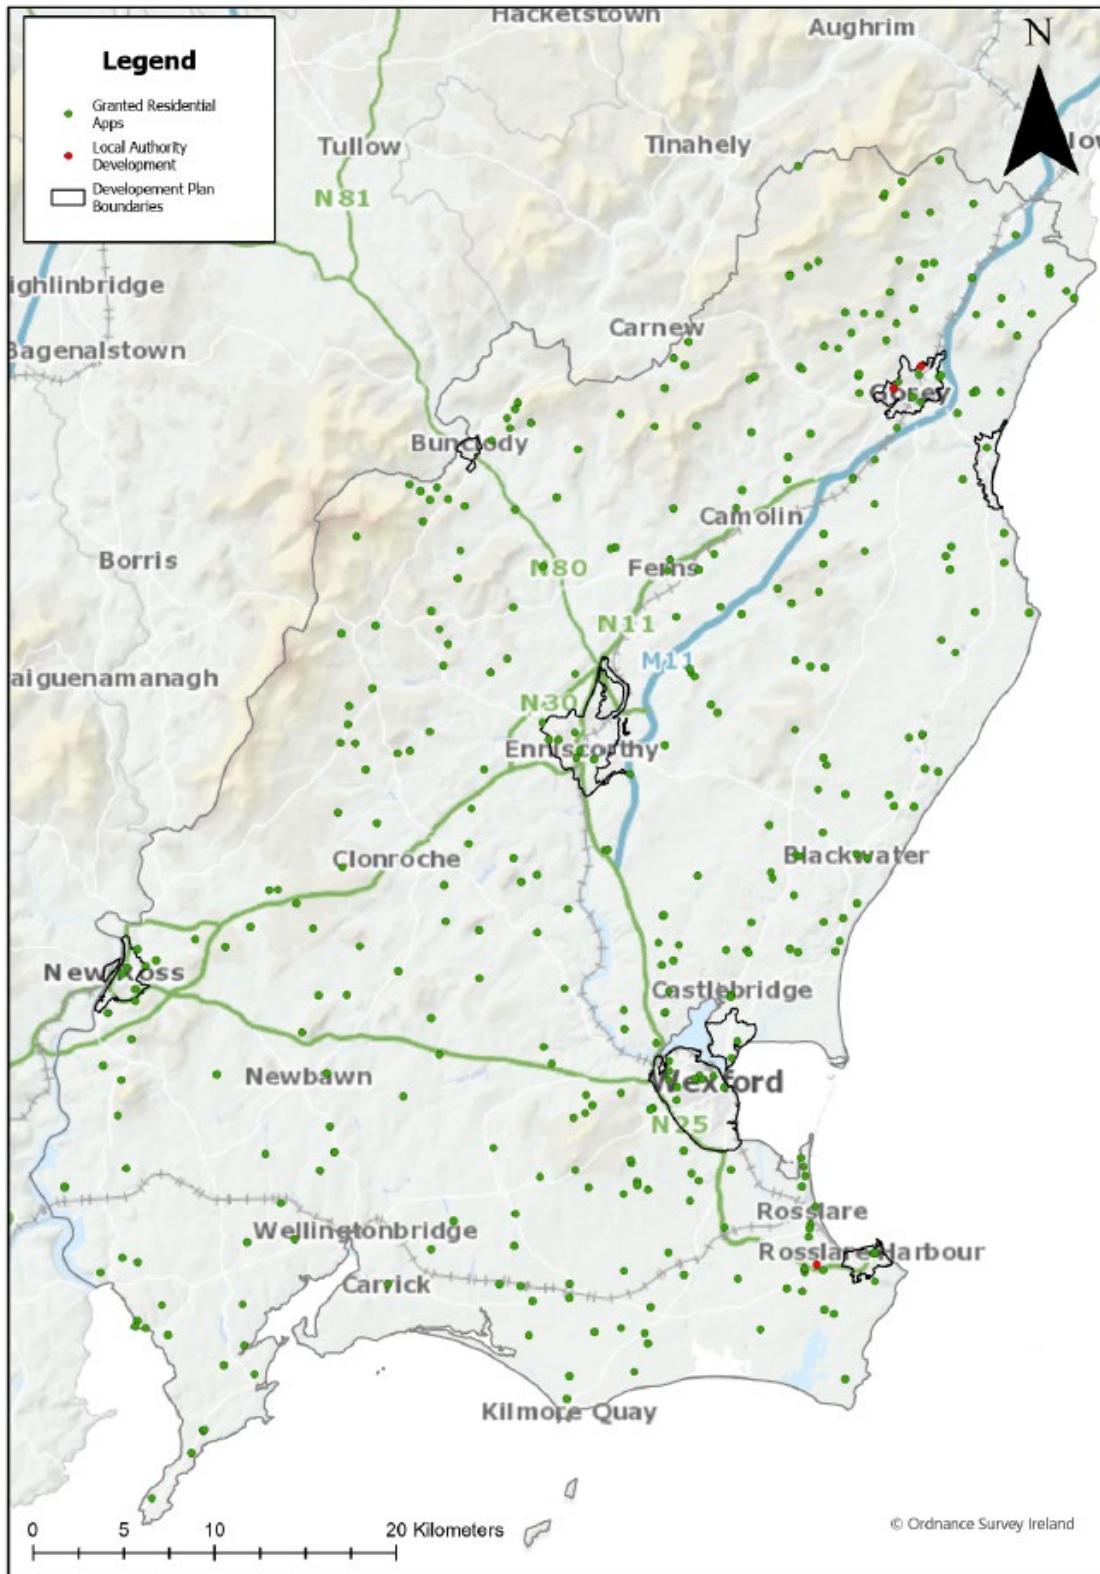 Hacketstown
Aughrim
N
Legend
Granted Residential
Apps
Local Authority
Development
Developement Plan
Boundaries
Tullow
Tinahely
N81
ighlinbridge
Carnew
Bagenalstown
Gorey
Bunclody
Camolin
Borris
N80
Ferns
N11
M11
aiguenamanagh
N30
Enniscorthy
Clonroche
Blackwater
New Ross
Castlebridge
Newbawn
Wexford
N25
Rosslare
Wellingtonbridge
Rosslare Harbour
Carrick
Kilmore Quay
0 5 10 20 Kilometers
© Ordnance Survey Ireland